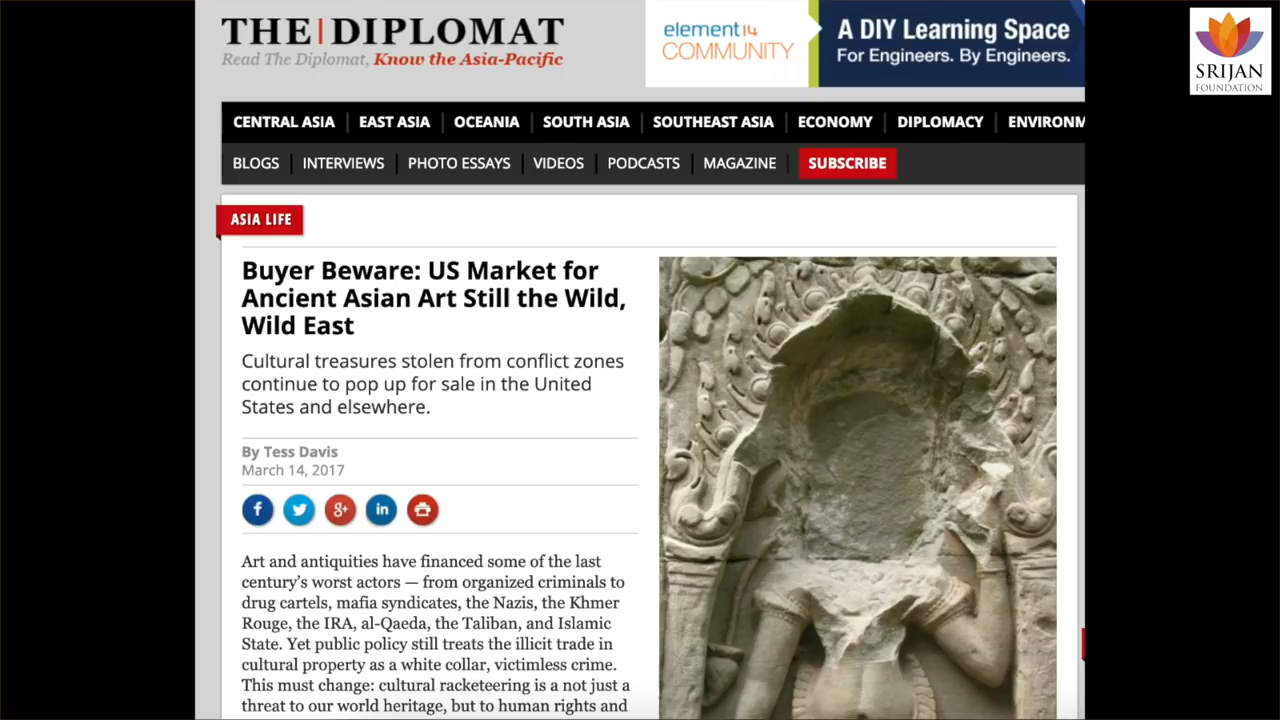 THE|DIPLOMAT
Read The Diplomat, Know the Asia-Pacific
element14
COMMUNITY
A DIY Learning Space
For Engineers. By Engineers.
SRIJAN
FOUNDATION
CENTRAL ASIA | EAST ASIA | OCEANIA | SOUTH ASIA | SOUTHEAST ASIA | ECONOMY | DIPLOMACY | ENVIRONM
BLOGS | INTERVIEWS | PHOTO ESSAYS | VIDEOS | PODCASTS | MAGAZINE | SUBSCRIBE
ASIA LIFE
Buyer Beware: US Market for
Ancient Asian Art Still the Wild,
Wild East
Cultural treasures stolen from conflict zones
continue to pop up for sale in the United
States and elsewhere.
By Tess Davis
March 14, 2017
f
g+
in
Art and antiquities have financed some of the last
century's worst actors — from organized criminals to
drug cartels, mafia syndicates, the Nazis, the Khmer
Rouge, the IRA, al-Qaeda, the Taliban, and Islamic
State. Yet public policy still treats the illicit trade in
cultural property as a white collar, victimless crime.
This must change: cultural racketeering is a not just a
threat to our world heritage, but to human rights and